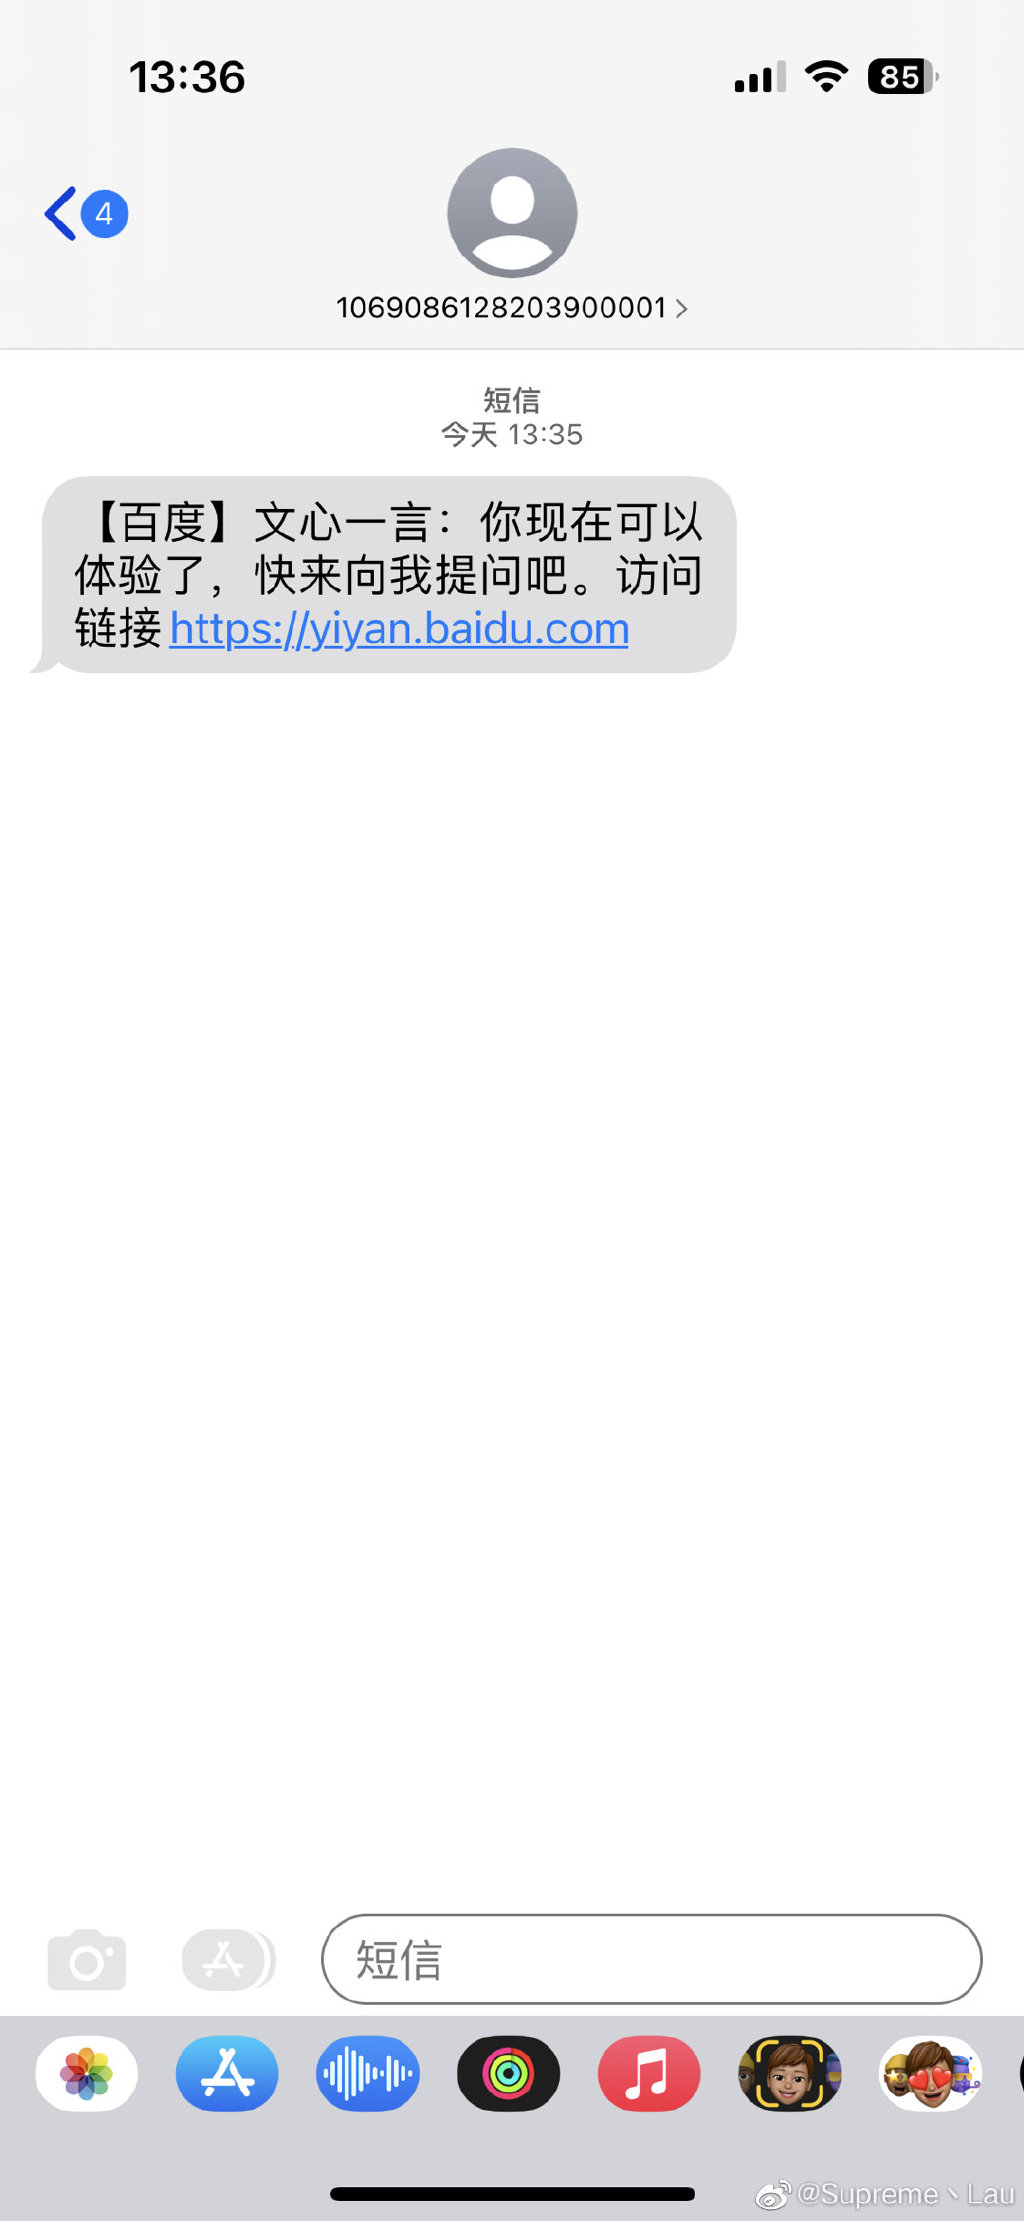 13:36
85
4
1069086128203900001
短信
今天 13:35
【百度】文心一言：你现在可以
体验了，快来向我提问吧。访问
链接 https://yiyan.baidu.com
短信
@Supreme丶Lau